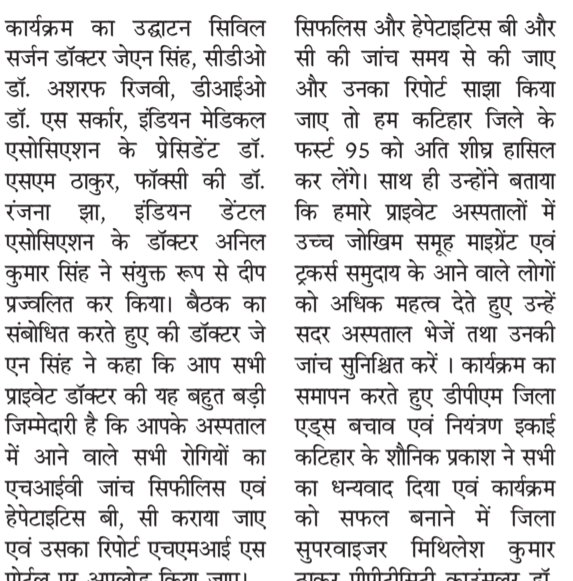 कार्यक्रम का उद्घाटन सिविल
सर्जन डॉक्टर जेएन सिंह, सीडीओ
डॉ. अशरफ रिजवी, डीआईओ
डॉ. एस सर्कार, इंडियन मेडिकल
एसोसिएशन के प्रेसिडेंट डॉ.
एसएम ठाकुर, फॉक्सी की डॉ.
रंजना झा, इंडियन डेंटल
एसोसिएशन के डॉक्टर अनिल
कुमार सिंह ने संयुक्त रूप से दीप
प्रज्वलित कर किया। बैठक का
संबोधित करते हुए की डॉक्टर जे
एन सिंह ने कहा कि आप सभी
प्राइवेट डॉक्टर की यह बहुत बड़ी
जिम्मेदारी है कि आपके अस्पताल
में आने वाले सभी रोगियों का
एचआईवी जांच सिफीलिस एवं
हेपेटाइटिस बी, सी कराया जाए
एवं उसका रिपोर्ट एचएमआई एस
पोर्टल पर अपलोड किया जाए।
सिफलिस और हेपेटाइटिस बी और
सी की जांच समय से की जाए
और उनका रिपोर्ट साझा किया
जाए तो हम कटिहार जिले के
फर्स्ट 95 को अति शीघ्र हासिल
कर लेंगे। साथ ही उन्होंने बताया
कि हमारे प्राइवेट अस्पतालों में
उच्च जोखिम समूह माइग्रेंट एवं
ट्रकर्स समुदाय के आने वाले लोगों
को अधिक महत्व देते हुए उन्हें
सदर अस्पताल भेजें तथा उनकी
जांच सुनिश्चित करें । कार्यक्रम का
समापन करते हुए डीपीएम जिला
एड्स बचाव एवं नियंत्रण इकाई
कटिहार के शौनिक प्रकाश ने सभी
का धन्यवाद दिया एवं कार्यक्रम
को सफल बनाने में जिला
सुपरवाइजर मिथिलेश कुमार
ठाकुर पीपीटीसिटी काउंसलर डॉ.